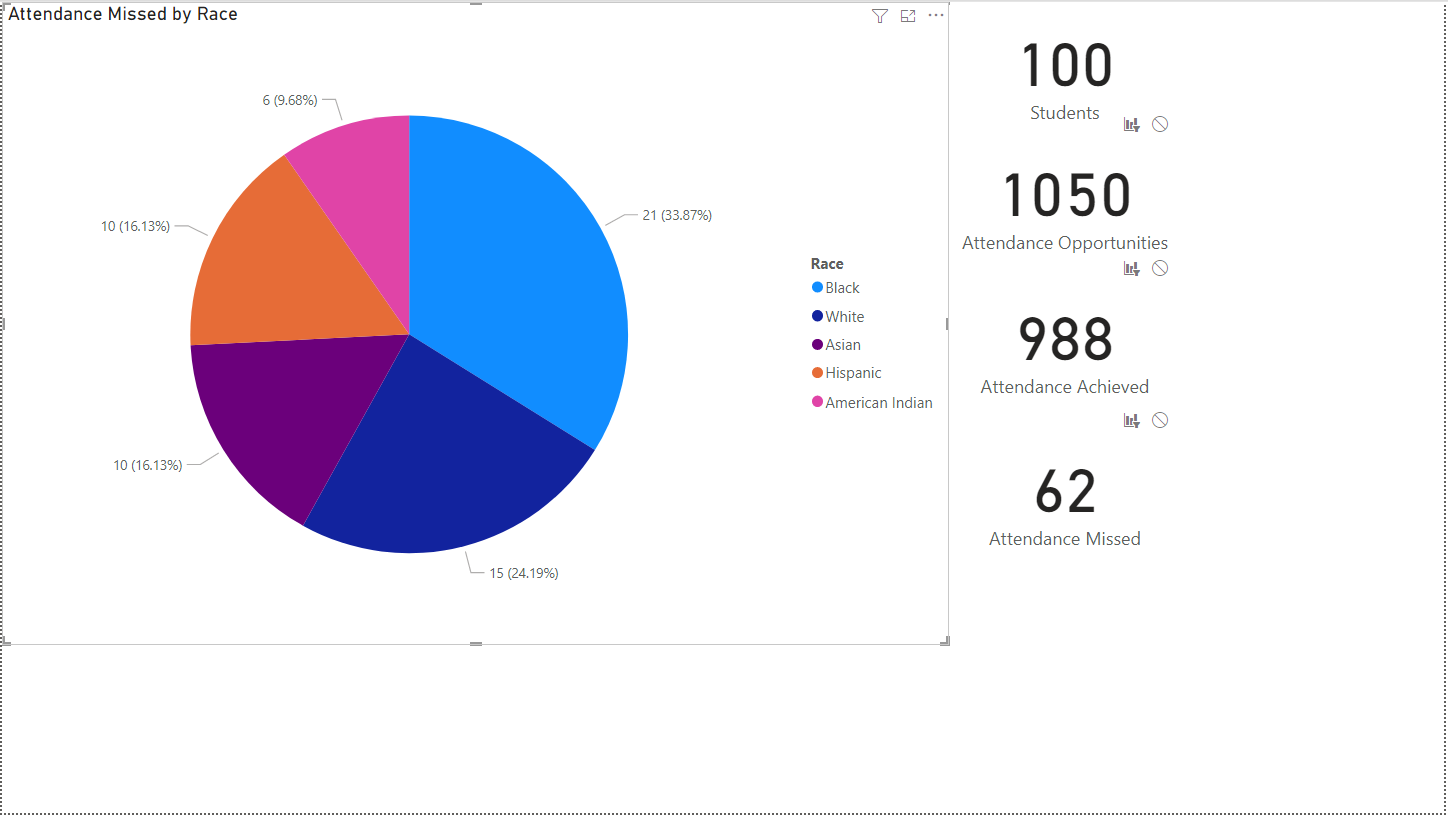 Attendance Missed by Race
6 (9.68%)
10 (16.13%)
21 (33.87%)
10 (16.13%)
15 (24.19%)
Race
Black
White
Asian
Hispanic
American Indian
100
Students
1050
Attendance Opportunities
988
Attendance Achieved
62
Attendance Missed